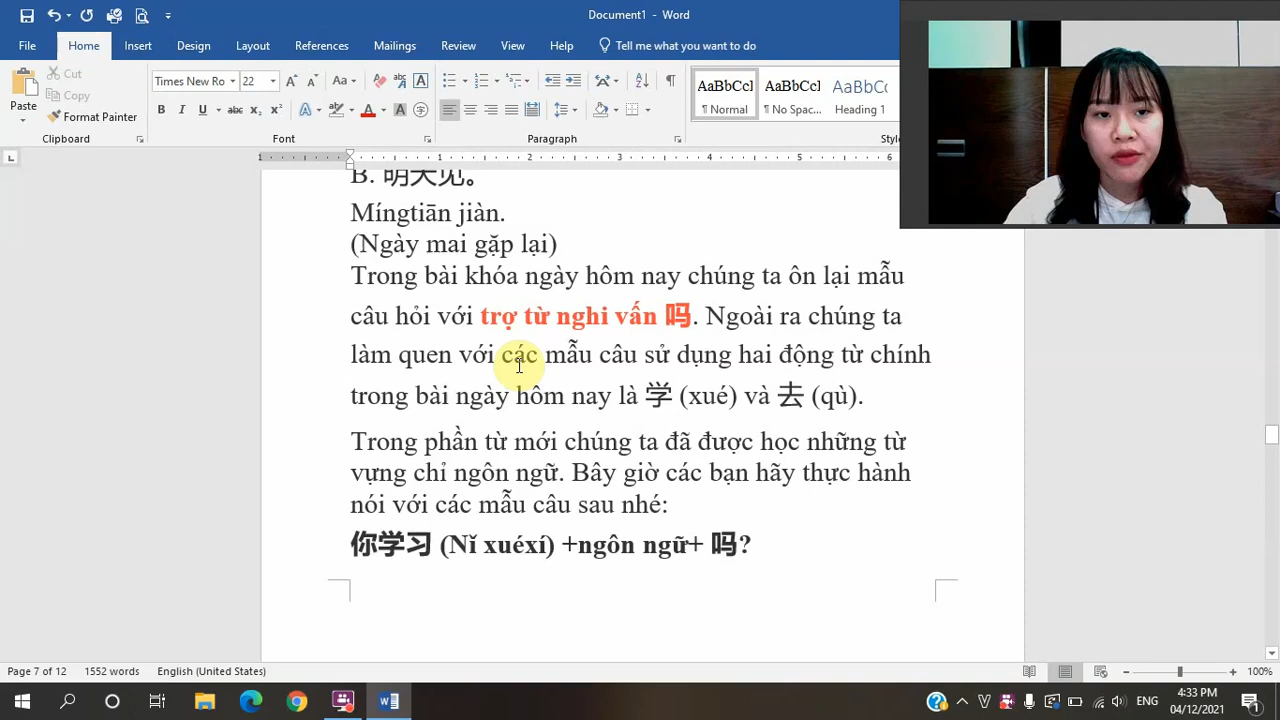 Document1 - Word
File Home Insert Design Layout References Mailings Review View Help Tell me what you want to do
Paste Cut Copy Format Painter
Times New Ro 22
AaBbCcI AaBbCcI AaBbCc
¶ Normal ¶ No Spac... Heading 1
Clipboard Font Paragraph
B. 明天见。
Míngtiān jiàn.
(Ngày mai gặp lại)
Trong bài khóa ngày hôm nay chúng ta ôn lại mẫu
câu hỏi với trợ từ nghi vấn 吗. Ngoài ra chúng ta
làm quen với các mẫu câu sử dụng hai động từ chính
trong bài ngày hôm nay là 学 (xué) và 去 (qù).
Trong phần từ mới chúng ta đã được học những từ
vựng chỉ ngôn ngữ. Bây giờ các bạn hãy thực hành
nói với các mẫu câu sau nhé:
你学习 (Nǐ xuéxí) +ngôn ngữ+ 吗?
Page 7 of 12 1552 words English (United States) 100%
ENG 4:33 PM
04/12/2021